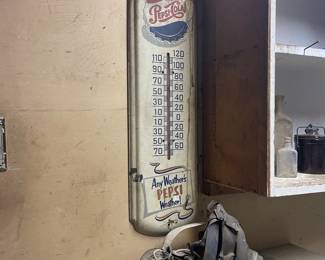 Pepsi-Cola
110 120
90 100
70 80
50 60
30 40
10 20
10 0
30 20
50 40
70 60
Any Weather's
PEPSI
Weather!